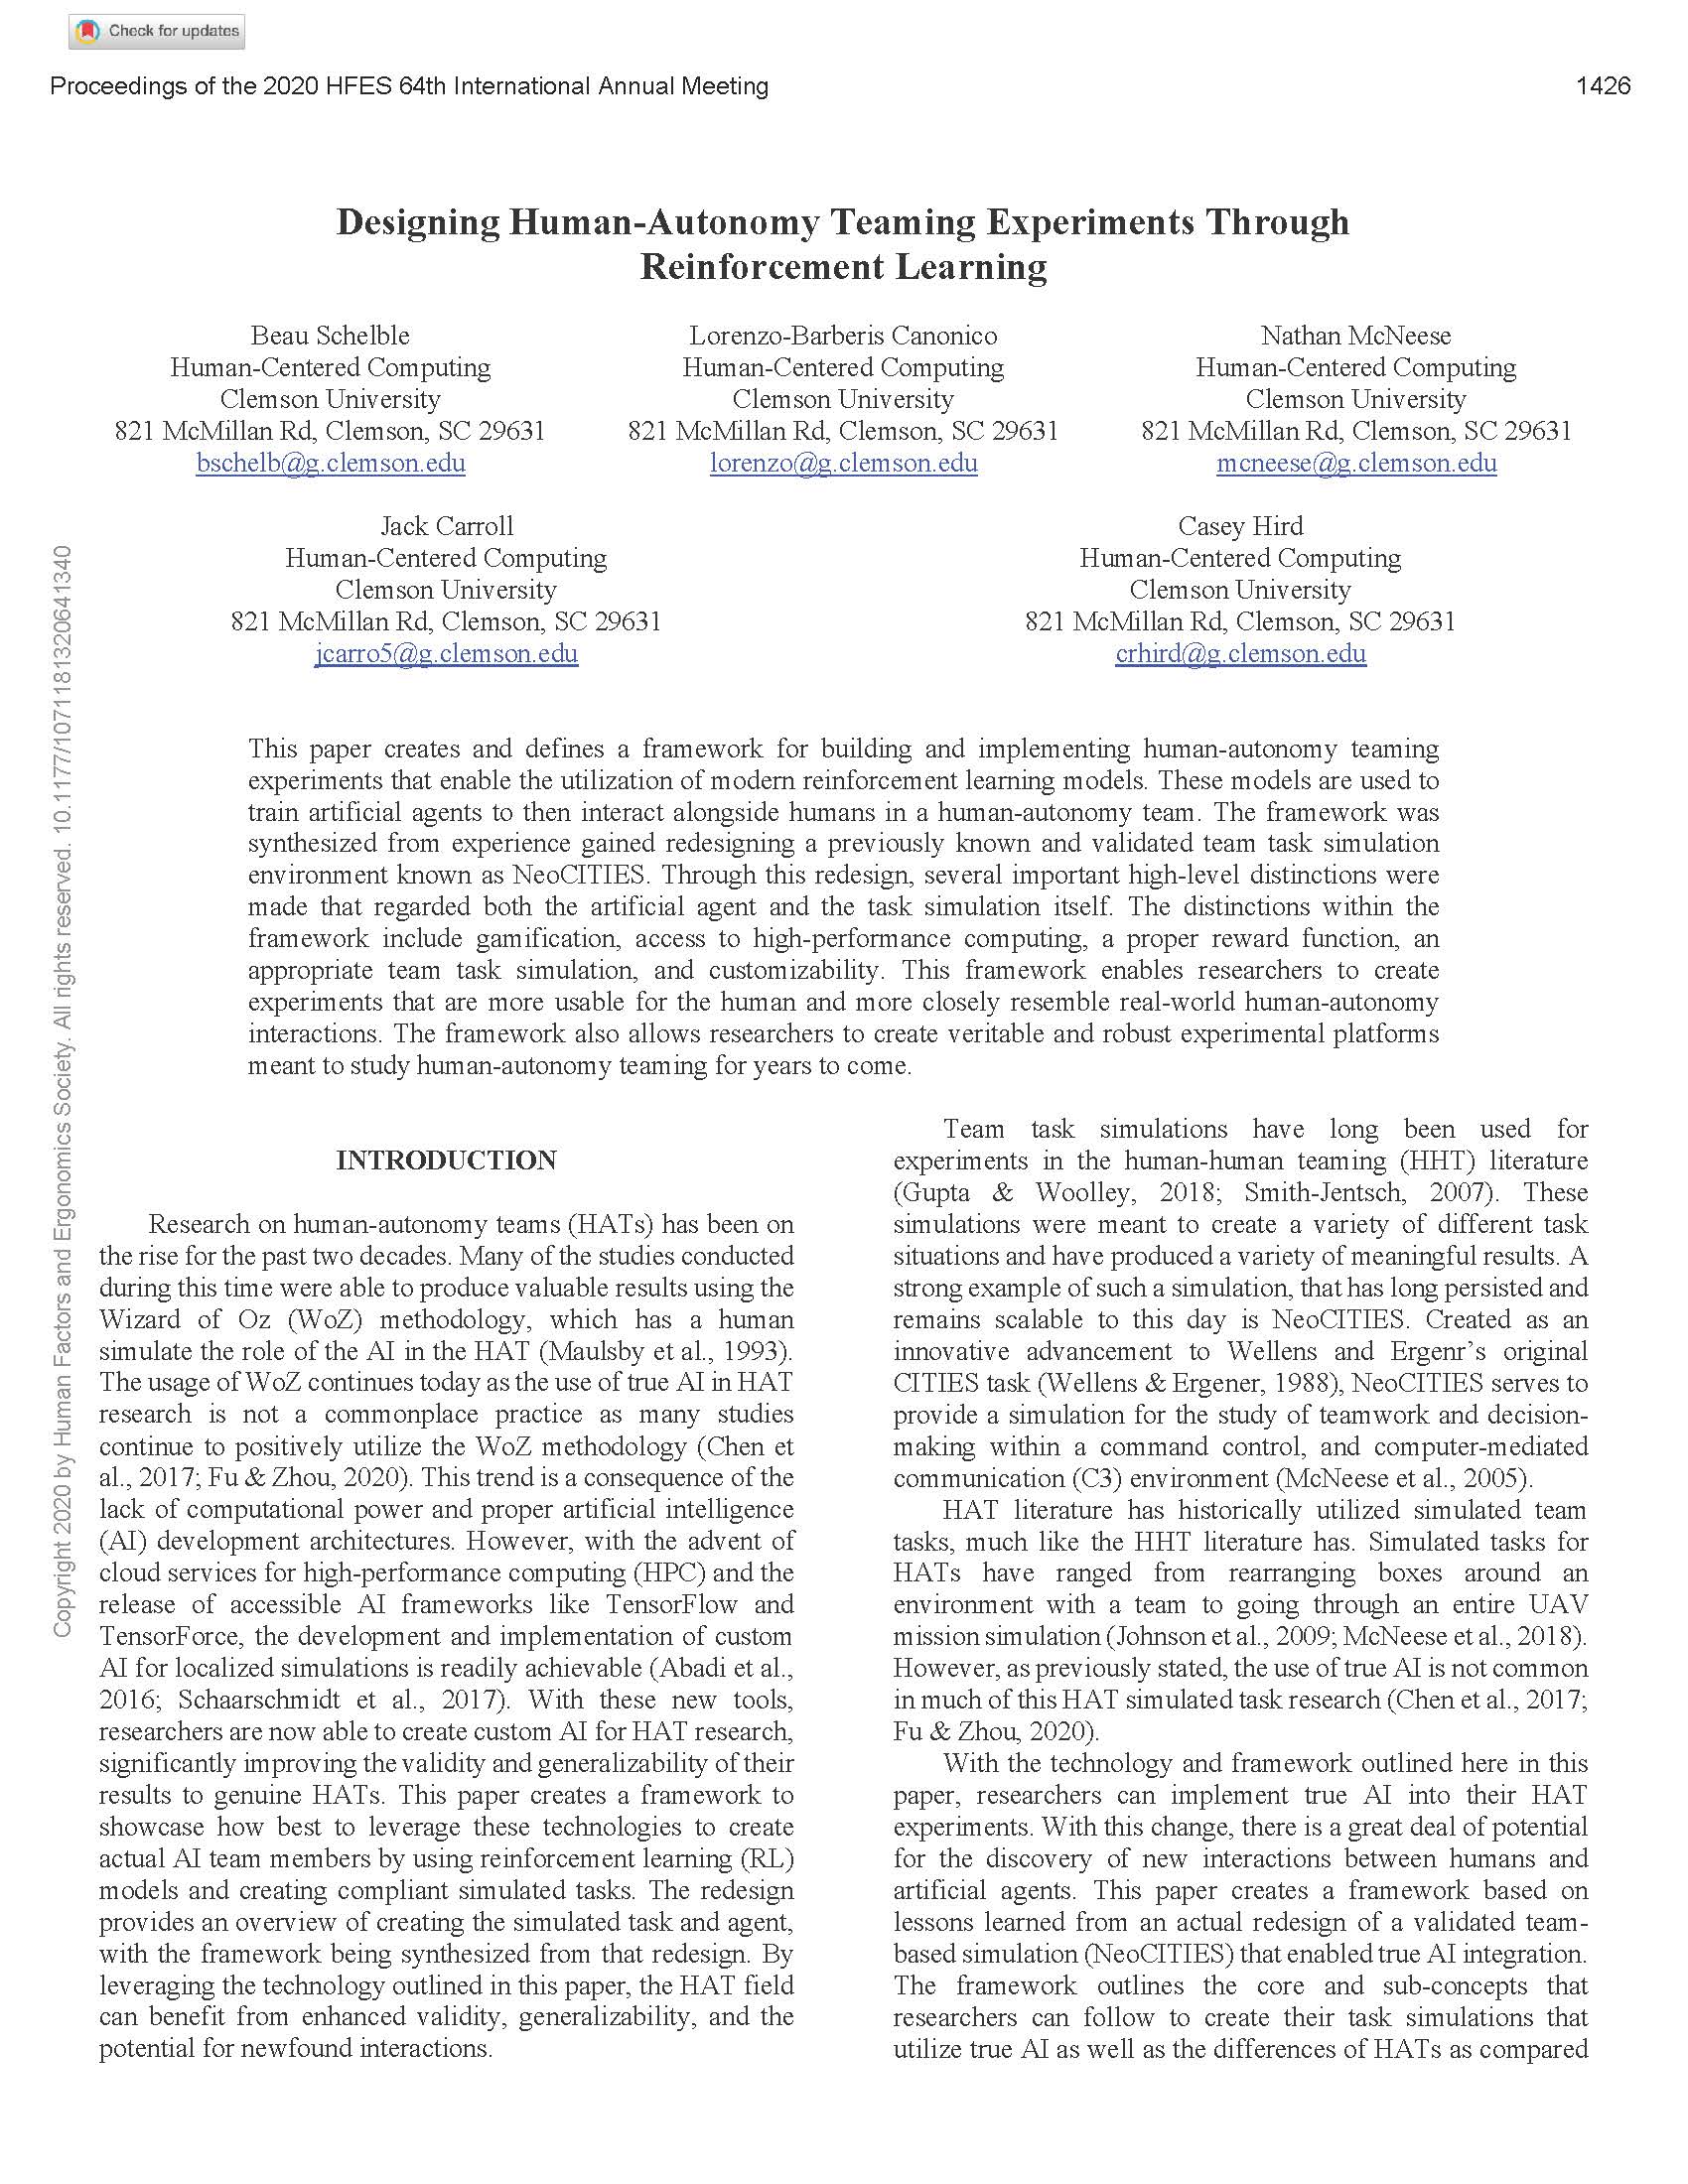 Check for updates
Proceedings of the 2020 HFES 64th International Annual Meeting
1426
Designing Human-Autonomy Teaming Experiments Through
Reinforcement Learning
Beau Schelble
Human-Centered Computing
Clemson University
821 McMillan Rd, Clemson, SC 29631
bschelb@g.clemson.edu
Lorenzo-Barberis Canonico
Human-Centered Computing
Clemson University
821 McMillan Rd, Clemson, SC 29631
lorenzo@g.clemson.edu
Nathan McNeese
Human-Centered Computing
Clemson University
821 McMillan Rd, Clemson, SC 29631
mcneese@g.clemson.edu
Jack Carroll
Human-Centered Computing
Clemson University
821 McMillan Rd, Clemson, SC 29631
jcarro5@g.clemson.edu
Casey Hird
Human-Centered Computing
Clemson University
821 McMillan Rd, Clemson, SC 29631
crhird@g.clemson.edu
This paper creates and defines a framework for building and implementing human-autonomy teaming
experiments that enable the utilization of modern reinforcement learning models. These models are used to
train artificial agents to then interact alongside humans in a human-autonomy team. The framework was
synthesized from experience gained redesigning a previously known and validated team task simulation
environment known as NeoCITIES. Through this redesign, several important high-level distinctions were
made that regarded both the artificial agent and the task simulation itself. The distinctions within the
framework include gamification, access to high-performance computing, a proper reward function, an
appropriate team task simulation, and customizability. This framework enables researchers to create
experiments that are more usable for the human and more closely resemble real-world human-autonomy
interactions. The framework also allows researchers to create veritable and robust experimental platforms
meant to study human-autonomy teaming for years to come.
INTRODUCTION
Research on human-autonomy teams (HATs) has been on
the rise for the past two decades. Many of the studies conducted
during this time were able to produce valuable results using the
Wizard of Oz (WoZ) methodology, which has a human
simulate the role of the AI in the HAT (Maulsby et al., 1993).
The usage of WoZ continues today as the use of true AI in HAT
research is not a commonplace practice as many studies
continue to positively utilize the WoZ methodology (Chen et
al., 2017; Fu & Zhou, 2020). This trend is a consequence of the
lack of computational power and proper artificial intelligence
(AI) development architectures. However, with the advent of
cloud services for high-performance computing (HPC) and the
release of accessible AI frameworks like TensorFlow and
TensorForce, the development and implementation of custom
AI for localized simulations is readily achievable (Abadi et al.,
2016; Schaarschmidt et al., 2017). With these new tools,
researchers are now able to create custom AI for HAT research,
significantly improving the validity and generalizability of their
results to genuine HATs. This paper creates a framework to
showcase how best to leverage these technologies to create
actual AI team members by using reinforcement learning (RL)
models and creating compliant simulated tasks. The redesign
provides an overview of creating the simulated task and agent,
with the framework being synthesized from that redesign. By
leveraging the technology outlined in this paper, the HAT field
can benefit from enhanced validity, generalizability, and the
potential for newfound interactions.
Team task simulations have long been used for
experiments in the human-human teaming (HHT) literature
(Gupta & Woolley, 2018; Smith-Jentsch, 2007). These
simulations were meant to create a variety of different task
situations and have produced a variety of meaningful results. A
strong example of such a simulation, that has long persisted and
remains scalable to this day is NeoCITIES. Created as an
innovative advancement to Wellens and Ergenr's original
CITIES task (Wellens & Ergener, 1988), NeoCITIES serves to
provide a simulation for the study of teamwork and decision-
making within a command control, and computer-mediated
communication (C3) environment (McNeese et al., 2005).
HAT literature has historically utilized simulated team
tasks, much like the HHT literature has. Simulated tasks for
HATs have ranged from rearranging boxes around an
environment with a team to going through an entire UAV
mission simulation (Johnson et al., 2009; McNeese et al., 2018).
However, as previously stated, the use of true AI is not common
in much of this HAT simulated task research (Chen et al., 2017;
Fu & Zhou, 2020).
With the technology and framework outlined here in this
paper, researchers can implement true AI into their HAT
experiments. With this change, there is a great deal of potential
for the discovery of new interactions between humans and
artificial agents. This paper creates a framework based on
lessons learned from an actual redesign of a validated team-
based simulation (NeoCITIES) that enabled true AI integration.
The framework outlines the core and sub-concepts that
researchers can follow to create their task simulations that
utilize true AI as well as the differences of HATs as compared
Copyright 2020 by Human Factors and Ergonomics Society. All rights reserved. 10.1177/1071181320641340